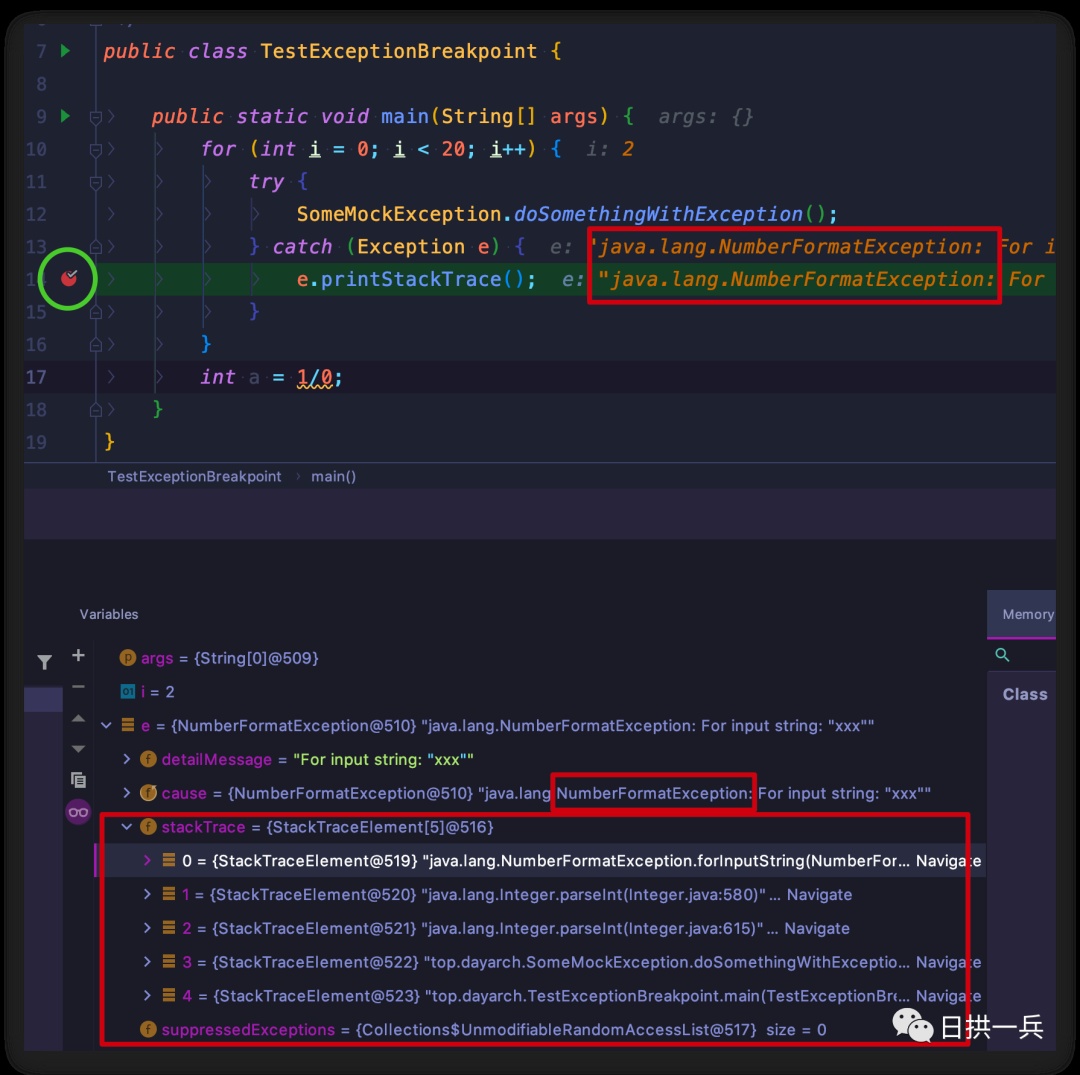 7 public class TestExceptionBreakpoint {
8
9 public static void main(String[] args) { args: {}
10 for (int i = 0; i < 20; i++) { i: 2
11 try {
12 SomeMockException.doSomethingWithException();
13 } catch (Exception e) { e: "java.lang.NumberFormatException: For i
e.printStackTrace(); e: "java.lang.NumberFormatException: For
15 }
16 }
17 int a = 1/0;
18 }
19 }
TestExceptionBreakpoint › main()
Variables
Memory
args = {String[0]@509}
i = 2
Class
e = {NumberFormatException@510} "java.lang.NumberFormatException: For input string: "xxx""
detailMessage = "For input string: "xxx""
cause = {NumberFormatException@510} "java.lang.NumberFormatException: For input string: "xxx""
stackTrace = {StackTraceElement[5]@516}
0 = {StackTraceElement@519} "java.lang.NumberFormatException.forInputString(NumberFor... Navigate
1 = {StackTraceElement@520} "java.lang.Integer.parseInt(Integer.java:580)" ... Navigate
2 = {StackTraceElement@521} "java.lang.Integer.parseInt(Integer.java:615)" ... Navigate
3 = {StackTraceElement@522} "top.dayarch.SomeMockException.doSomethingWithExceptio... Navigate
4 = {StackTraceElement@523} "top.dayarch.TestExceptionBreakpoint.main(TestExceptionBr... Navigate
suppressedExceptions = {Collections$UnmodifiableRandomAccessList@517} size = 0
日拱一兵